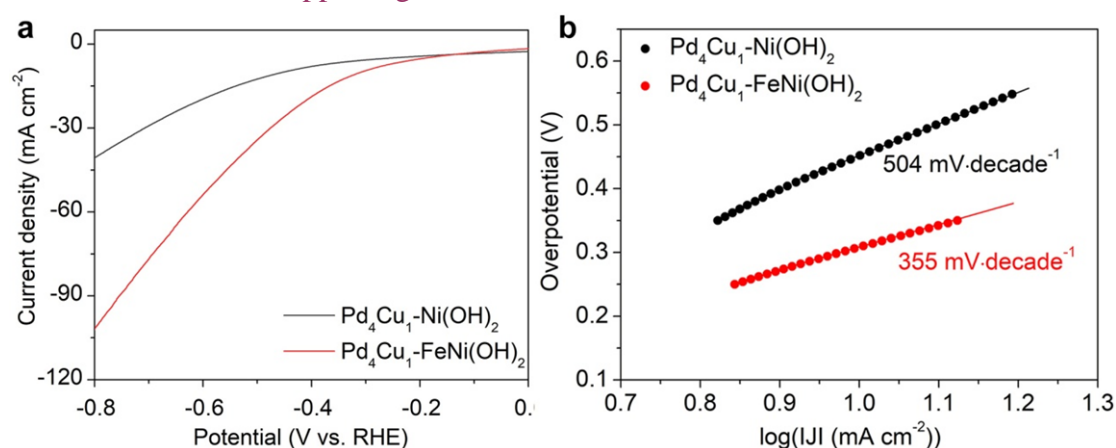 a
0
-30
-60
-90
-120
Current density (mA cm⁻²)
Pd₄Cu₁-Ni(OH)₂
Pd₄Cu₁-FeNi(OH)₂
-0.8
-0.6
-0.4
-0.2
0.
Potential (V vs. RHE)
b
0.6
0.5
0.4
0.3
0.2
0.1
Overpotential (V)
Pd₄Cu₁-Ni(OH)₂
Pd₄Cu₁-FeNi(OH)₂
504 mV·decade⁻¹
355 mV·decade⁻¹
0.7
0.8
0.9
1.0
1.1
1.2
1.3
log(IJI (mA cm⁻²)